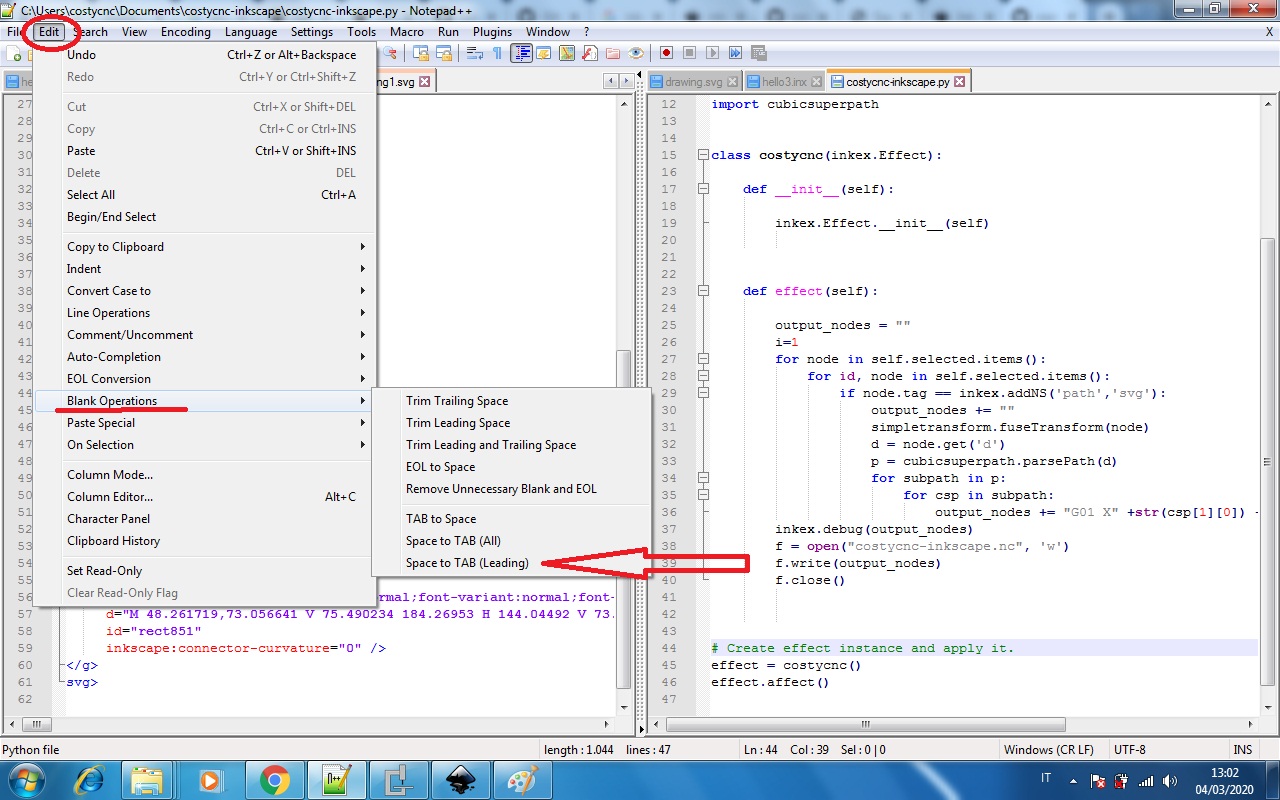 C:\Users\costycnc\Documents\costycnc-inkscape\costycnc-inkscape.py - Notepad++
Edit Search View Encoding Language Settings Tools Macro Run Plugins Window ? X
Undo Ctrl+Z or Alt+Backspace
Redo Ctrl+Y or Ctrl+Shift+Z
Cut Ctrl+X or Shift+DEL
Copy Ctrl+C or Ctrl+INS
Paste Ctrl+V or Shift+INS
Delete DEL
Select All Ctrl+A
Begin/End Select
Copy to Clipboard
Indent
Convert Case to
Line Operations
Comment/Uncomment
Auto-Completion
EOL Conversion
Blank Operations
Paste Special
On Selection
Column Mode...
Column Editor... Alt+C
Character Panel
Clipboard History
Set Read-Only
Clear Read-Only Flag
Trim Trailing Space
Trim Leading Space
Trim Leading and Trailing Space
EOL to Space
Remove Unnecessary Blank and EOL
TAB to Space
Space to TAB (All)
Space to TAB (Leading)
27
28
29
30
31
32
33
34
35
36
37
38
39
40
41
42
43
44
45
46
47
48
49
50
51
52
53
54
55
56 rmal;font-variant:normal;font-
57 d="M 48.261719,73.056641 V 75.490234 184.26953 H 144.04492 V 73.
58 id="rect851"
59 inkscape:connector-curvature="0" />
60 </g>
61 svg>
62
drawing.svg hello3.inx costycnc-inkscape.py
12 import cubicsuperpath
13
14
15 class costycnc(inkex.Effect):
16
17 def __init__(self):
18
19 inkex.Effect.__init__(self)
20
21
22
23 def effect(self):
24
25 output_nodes = ""
26 i=1
27 for node in self.selected.items():
28 for id, node in self.selected.items():
29 if node.tag == inkex.addNS('path','svg'):
30 output_nodes += ""
31 simpletransform.fuseTransform(node)
32 d = node.get('d')
33 p = cubicsuperpath.parsePath(d)
34 for subpath in p:
35 for csp in subpath:
36 output_nodes += "G01 X" +str(csp[1][0])
37 inkex.debug(output_nodes)
38 f = open("costycnc-inkscape.nc", 'w')
39 f.write(output_nodes)
40 f.close()
41
42
43
44 # Create effect instance and apply it.
45 effect = costycnc()
46 effect.affect()
47
Python file length : 1.044 lines : 47 Ln : 44 Col : 39 Sel : 0 | 0 Windows (CR LF) UTF-8 INS
IT 13:02
04/03/2020